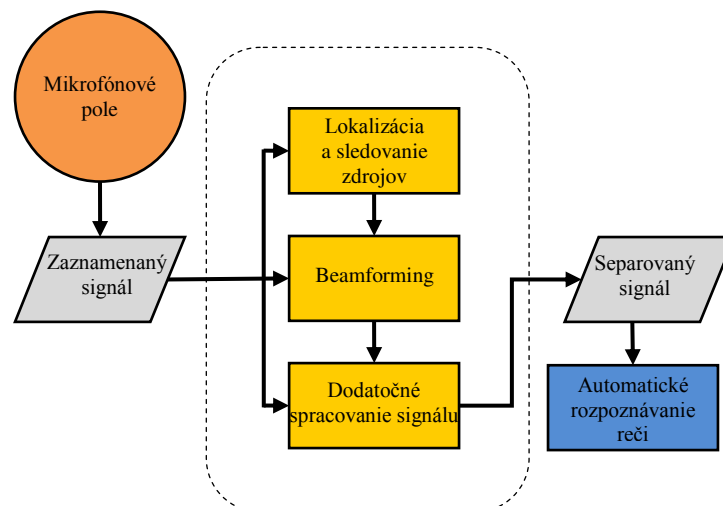 Mikrofónové
pole
Lokalizácia
a sledovanie
zdrojov
Zaznamenaný
signál
Beamforming
Separovaný
signál
Dodatočné
spracovanie signálu
Automatické
rozpoznávanie
reči